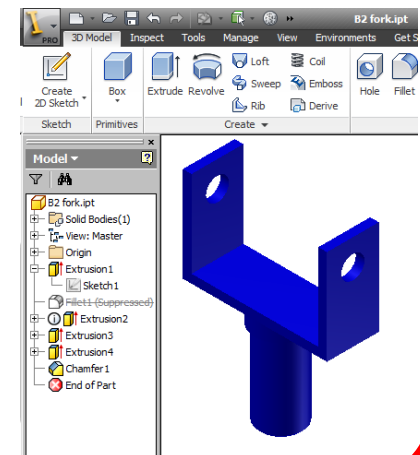 PRO
B2 fork.ipt
3D Model Inspect Tools Manage View Environments Get S
Create
2D Sketch
Box
Extrude Revolve
Loft
Sweep
Rib
Coil
Emboss
Derive
Hole Fillet
Sketch Primitives Create
Model
B2 fork.ipt
Solid Bodies(1)
View: Master
Origin
Extrusion1
Sketch1
Fillet1 (Suppressed)
Extrusion2
Extrusion3
Extrusion4
Chamfer1
End of Part